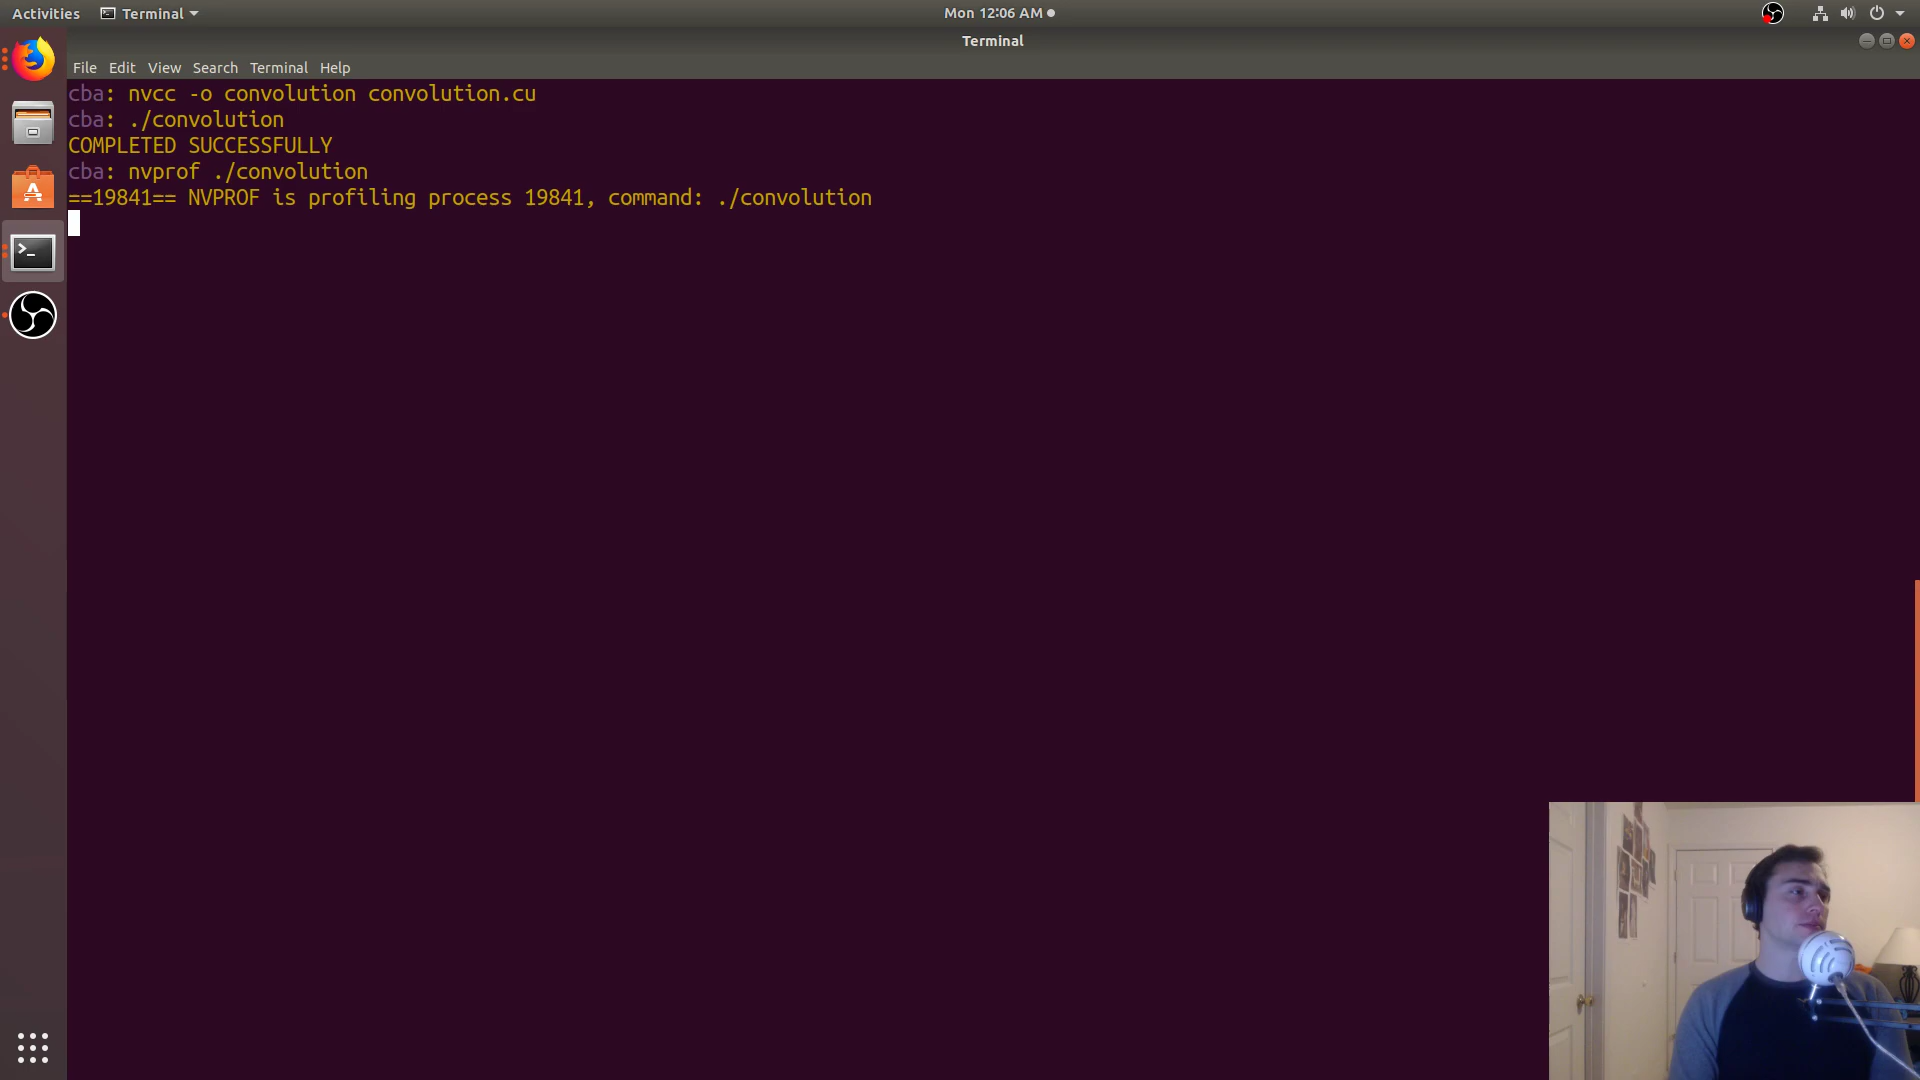 Activities Terminal Mon 12:06 AM
Terminal
File Edit View Search Terminal Help
cba: nvcc -o convolution convolution.cu
cba: ./convolution
COMPLETED SUCCESSFULLY
cba: nvprof ./convolution
==19841== NVPROF is profiling process 19841, command: ./convolution